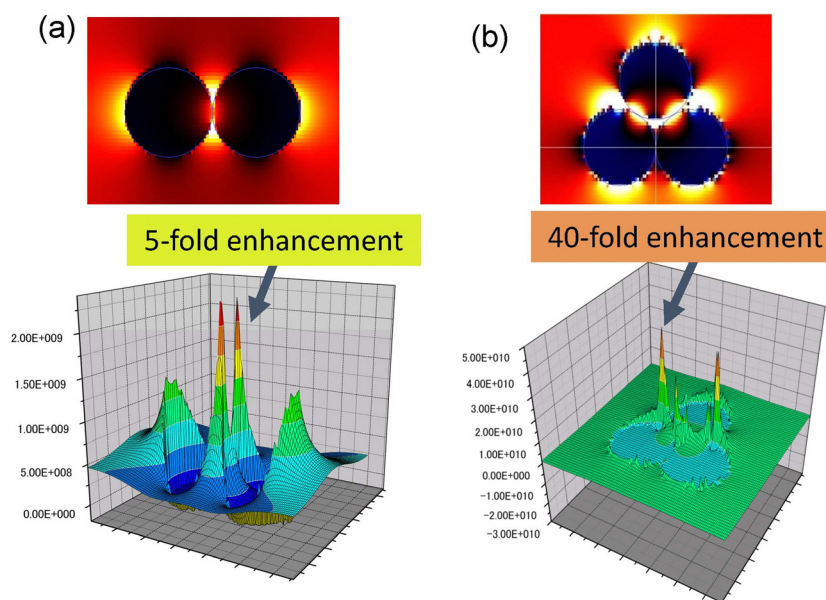 (a)
(b)
5-fold enhancement
40-fold enhancement
2.00E+009
1.50E+009
1.00E+009
5.00E+008
0.00E+000
5.00E+010
4.00E+010
3.00E+010
2.00E+010
1.00E+010
0.00E+000
-1.00E+010
-2.00E+010
-3.00E+010